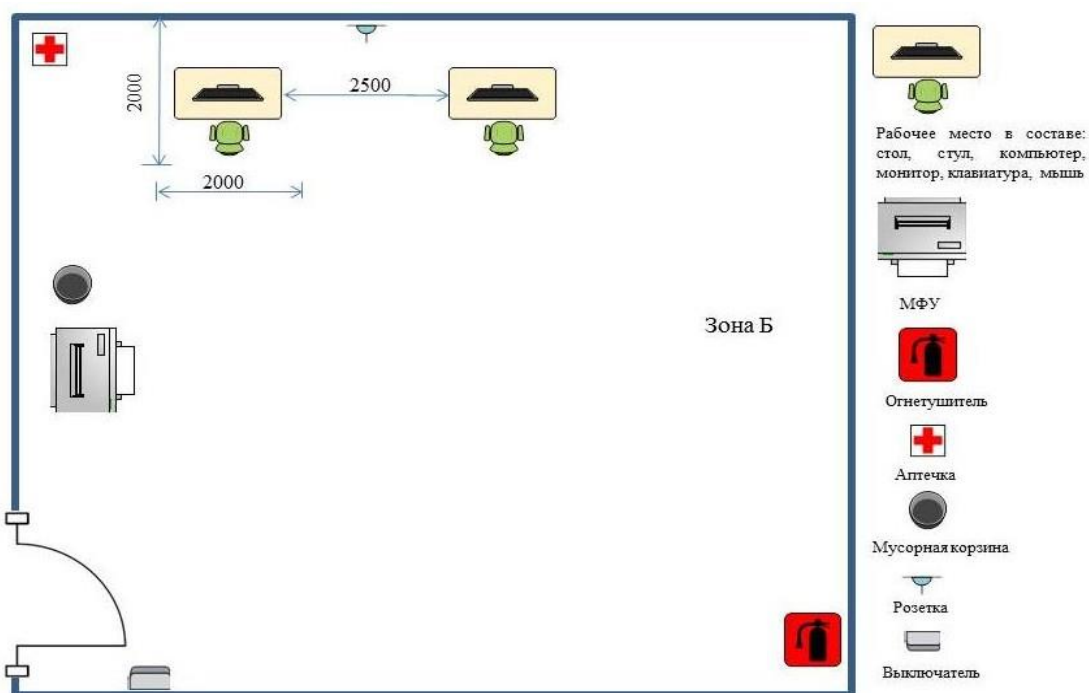 2000
2500
2000
Зона Б
Рабочее место в составе:
стол, стул, компьютер,
монитор, клавиатура, мышь
МФУ
Огнетушитель
Аптечка
Мусорная корзина
Розетка
Выключатель